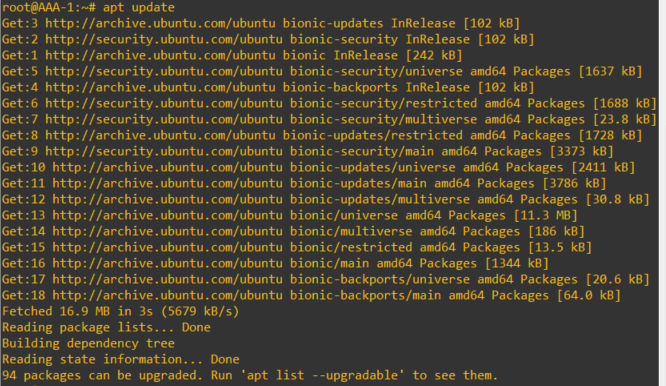 root@AAA-1:~# apt update
Get:3 http://archive.ubuntu.com/ubuntu bionic-updates InRelease [102 kB]
Get:2 http://security.ubuntu.com/ubuntu bionic-security InRelease [102 kB]
Get:1 http://archive.ubuntu.com/ubuntu bionic InRelease [242 kB]
Get:5 http://security.ubuntu.com/ubuntu bionic-security/universe amd64 Packages [1637 kB]
Get:4 http://archive.ubuntu.com/ubuntu bionic-backports InRelease [102 kB]
Get:6 http://security.ubuntu.com/ubuntu bionic-security/restricted amd64 Packages [1688 kB]
Get:7 http://security.ubuntu.com/ubuntu bionic-security/multiverse amd64 Packages [23.8 kB]
Get:8 http://archive.ubuntu.com/ubuntu bionic-updates/restricted amd64 Packages [1728 kB]
Get:9 http://security.ubuntu.com/ubuntu bionic-security/main amd64 Packages [3373 kB]
Get:10 http://archive.ubuntu.com/ubuntu bionic-updates/universe amd64 Packages [2411 kB]
Get:11 http://archive.ubuntu.com/ubuntu bionic-updates/main amd64 Packages [3786 kB]
Get:12 http://archive.ubuntu.com/ubuntu bionic-updates/multiverse amd64 Packages [30.8 kB]
Get:13 http://archive.ubuntu.com/ubuntu bionic/universe amd64 Packages [11.3 MB]
Get:14 http://archive.ubuntu.com/ubuntu bionic/multiverse amd64 Packages [186 kB]
Get:15 http://archive.ubuntu.com/ubuntu bionic/restricted amd64 Packages [13.5 kB]
Get:16 http://archive.ubuntu.com/ubuntu bionic/main amd64 Packages [1344 kB]
Get:17 http://archive.ubuntu.com/ubuntu bionic-backports/universe amd64 Packages [20.6 kB]
Get:18 http://archive.ubuntu.com/ubuntu bionic-backports/main amd64 Packages [64.0 kB]
Fetched 16.9 MB in 3s (5679 kB/s)
Reading package lists... Done
Building dependency tree
Reading state information... Done
94 packages can be upgraded. Run 'apt list --upgradable' to see them.